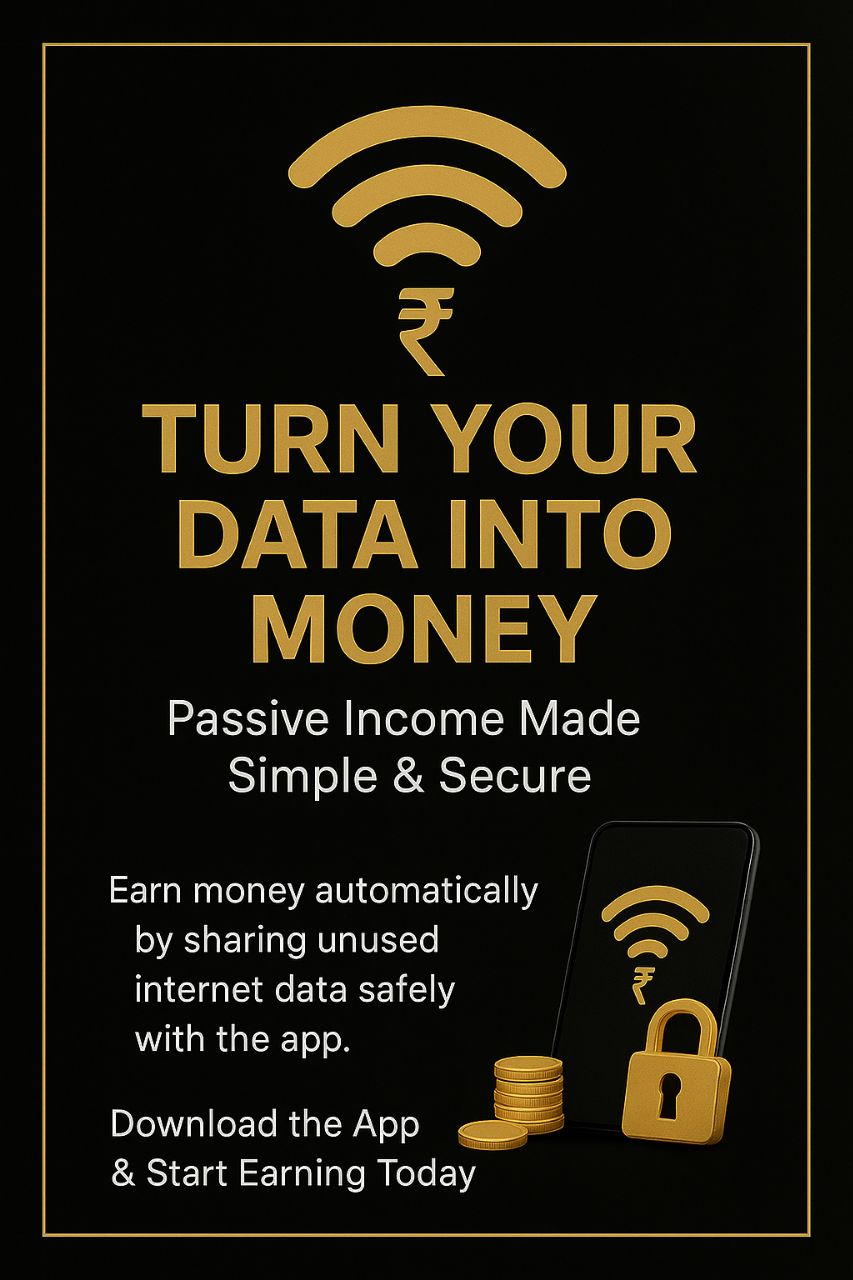 ₹
TURN YOUR
DATA INTO
MONEY
Passive Income Made
Simple & Secure
Earn money automatically
by sharing unused
internet data safely
with the app.
₹
Download the App
& Start Earning Today